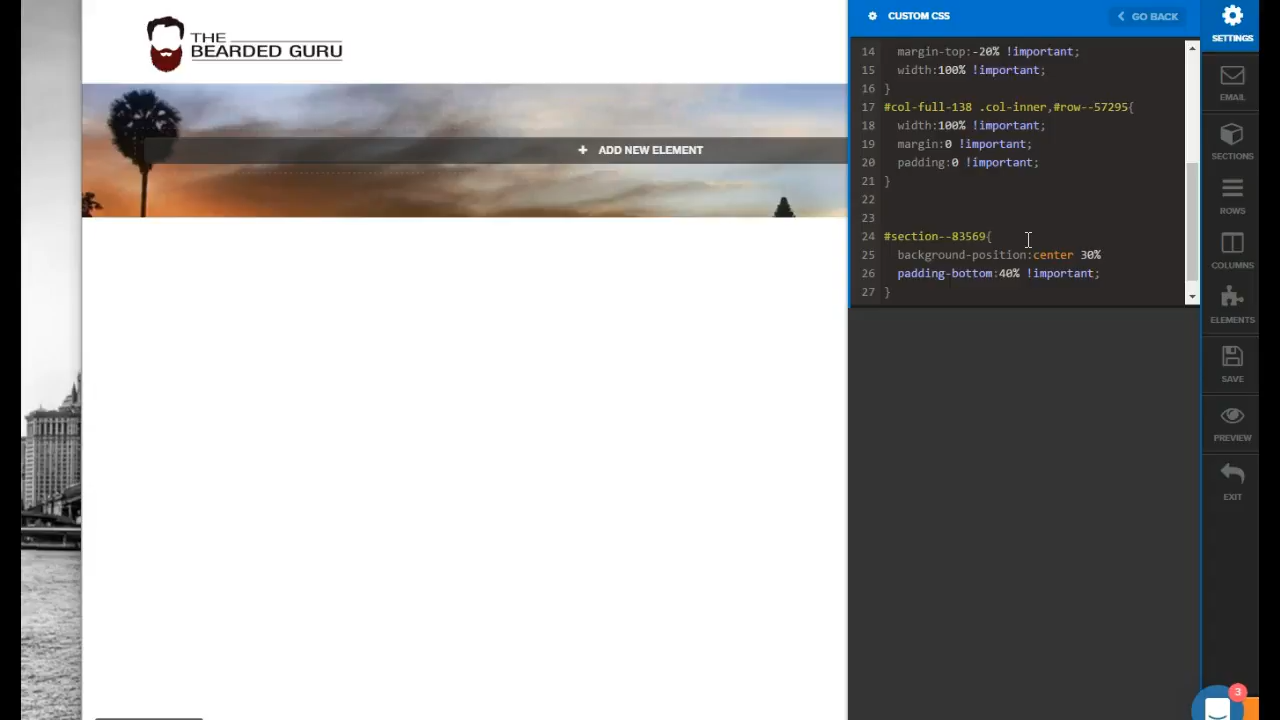 THE
BEARDED GURU
+ ADD NEW ELEMENT
CUSTOM CSS
GO BACK
14 margin-top:-20% !important;
15 width:100% !important;
16 }
17 #col-full-138 .col-inner,#row--57295{
18 width:100% !important;
19 margin:0 !important;
20 padding:0 !important;
21 }
22
23
24 #section--83569{
25 background-position:center 30%
26 padding-bottom:40% !important;
27 }
SETTINGS
EMAIL
SECTIONS
ROWS
COLUMNS
ELEMENTS
SAVE
PREVIEW
EXIT
3